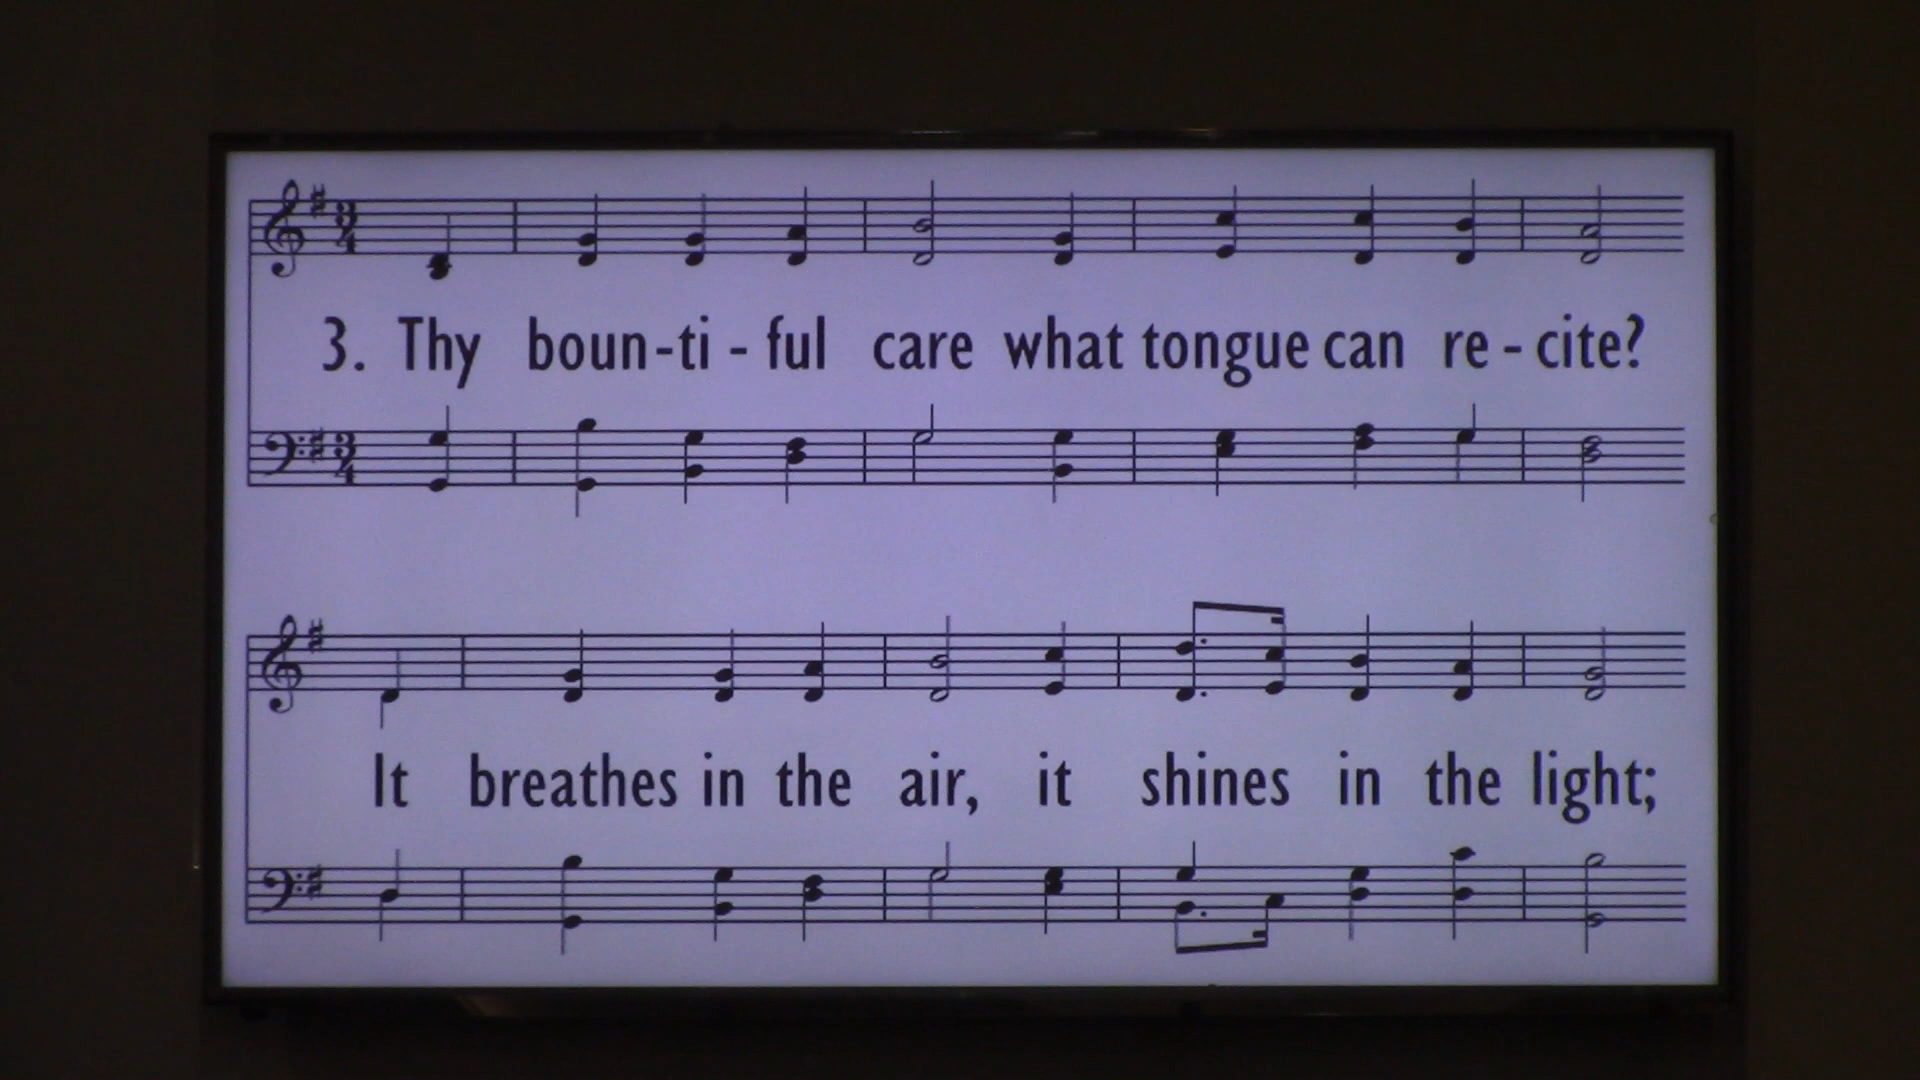 3. Thy boun-ti-ful care what tongue can re-cite?
It breathes in the air, it shines in the light;